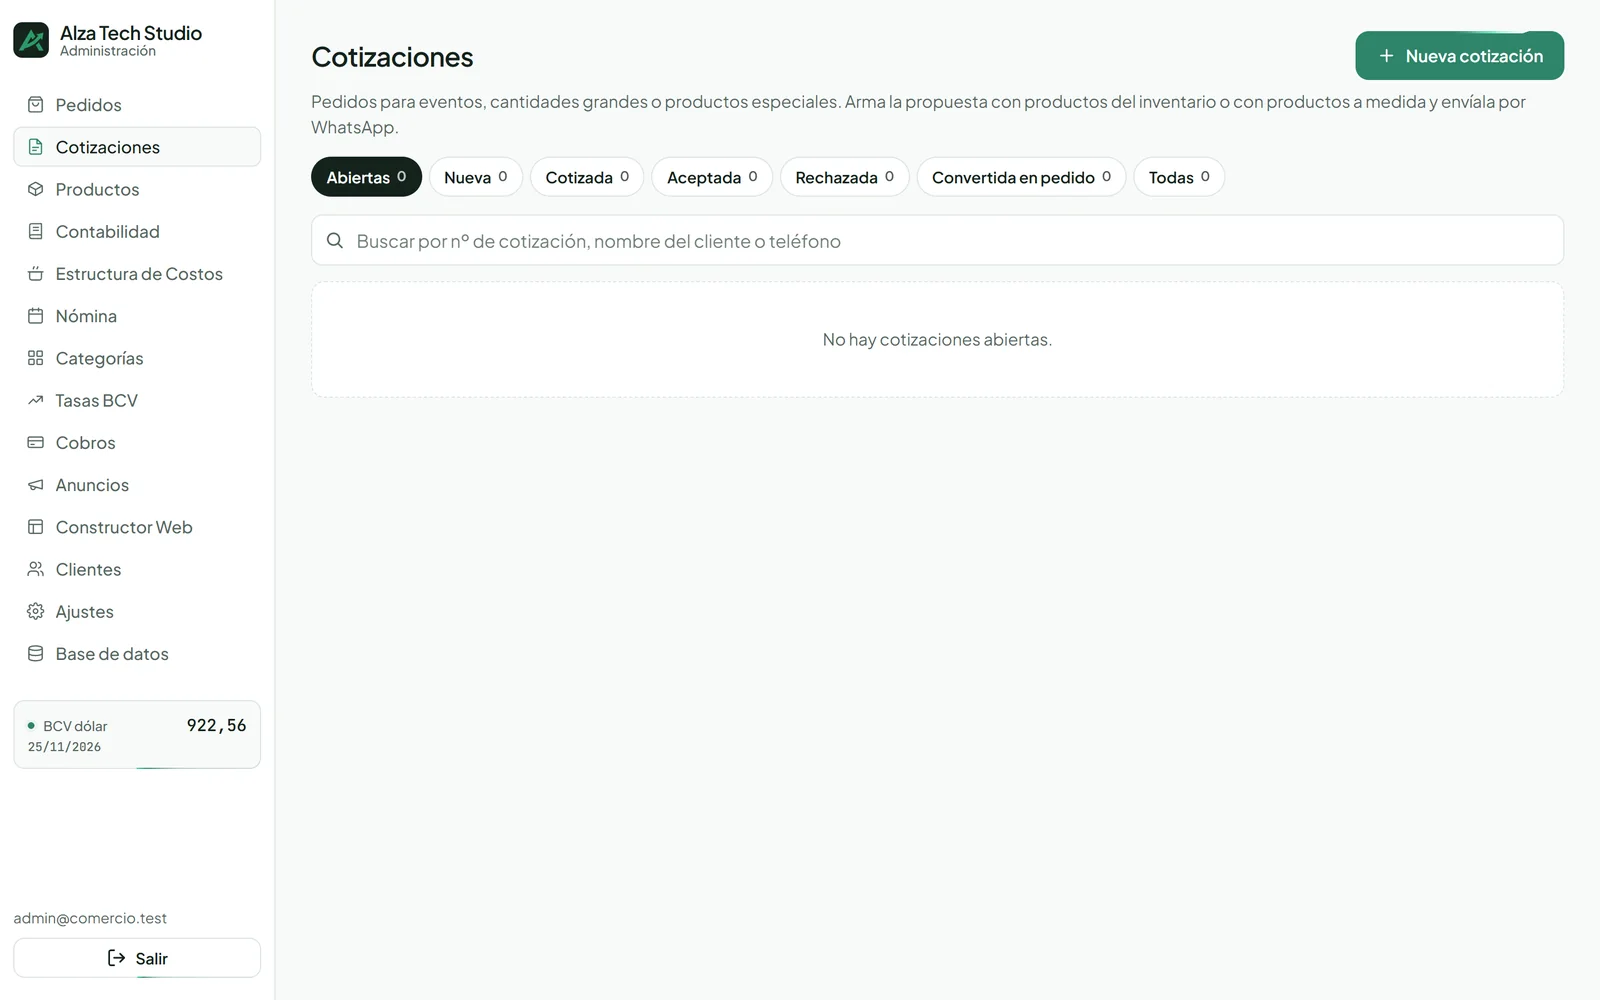 Alza Tech Studio
Administración
Pedidos
Cotizaciones
Productos
Contabilidad
Estructura de Costos
Nómina
Categorías
Tasas BCV
Cobros
Anuncios
Constructor Web
Clientes
Ajustes
Base de datos
BCV dólar 922,56
25/11/2026
admin@comercio.test
Salir
Cotizaciones
Nueva cotización
Pedidos para eventos, cantidades grandes o productos especiales. Arma la propuesta con productos del inventario o con productos a medida y envíala por
WhatsApp.
Abiertas 0 Nueva 0 Cotizada 0 Aceptada 0 Rechazada 0 Convertida en pedido 0 Todas 0
Buscar por nº de cotización, nombre del cliente o teléfono
No hay cotizaciones abiertas.